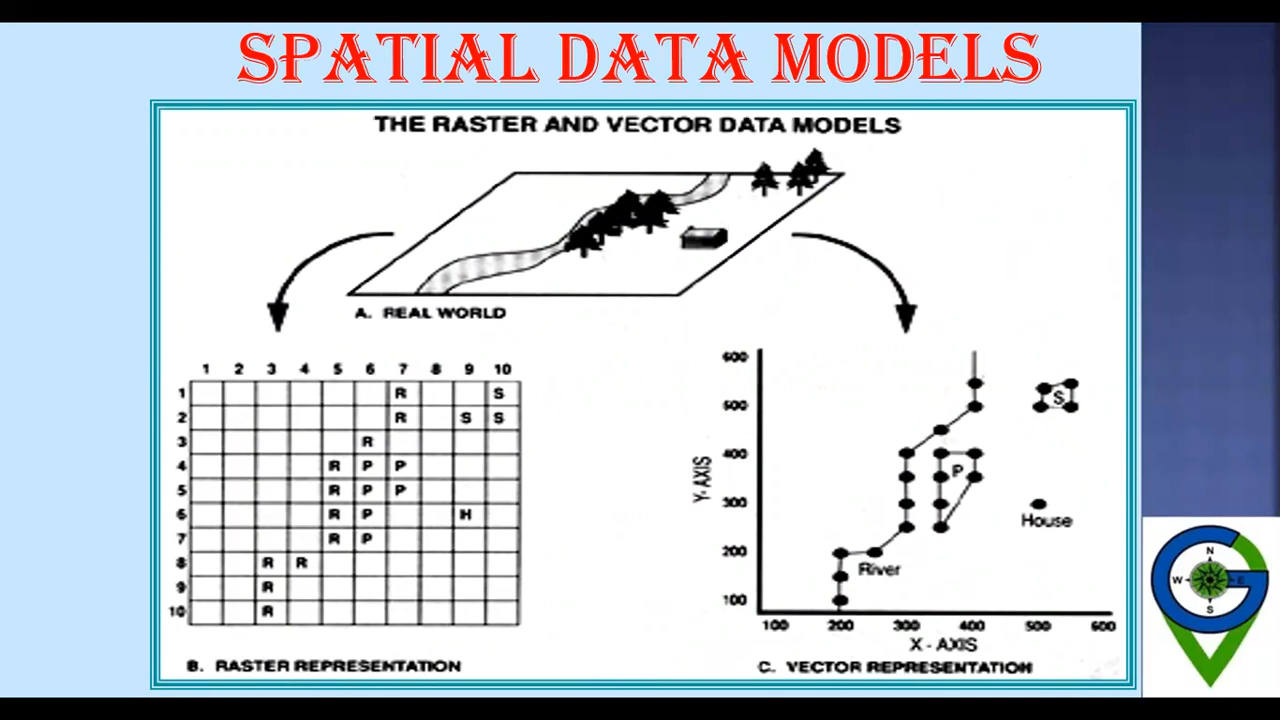 SPATIAL DATA MODELS
THE RASTER AND VECTOR DATA MODELS
A. REAL WORLD
1 2 3 4 5 6 7 8 9 10
1 R S
2 R S S
3 R
4 R P P
5 R P P
6 R P H
7 R P
8 R R
9 R
10 R
B. RASTER REPRESENTATION
600
500
400
300
200
100
Y-AXIS
S
P
House
River
100 200 300 400 500 600
X - AXIS
C. VECTOR REPRESENTATION
N
W E
S